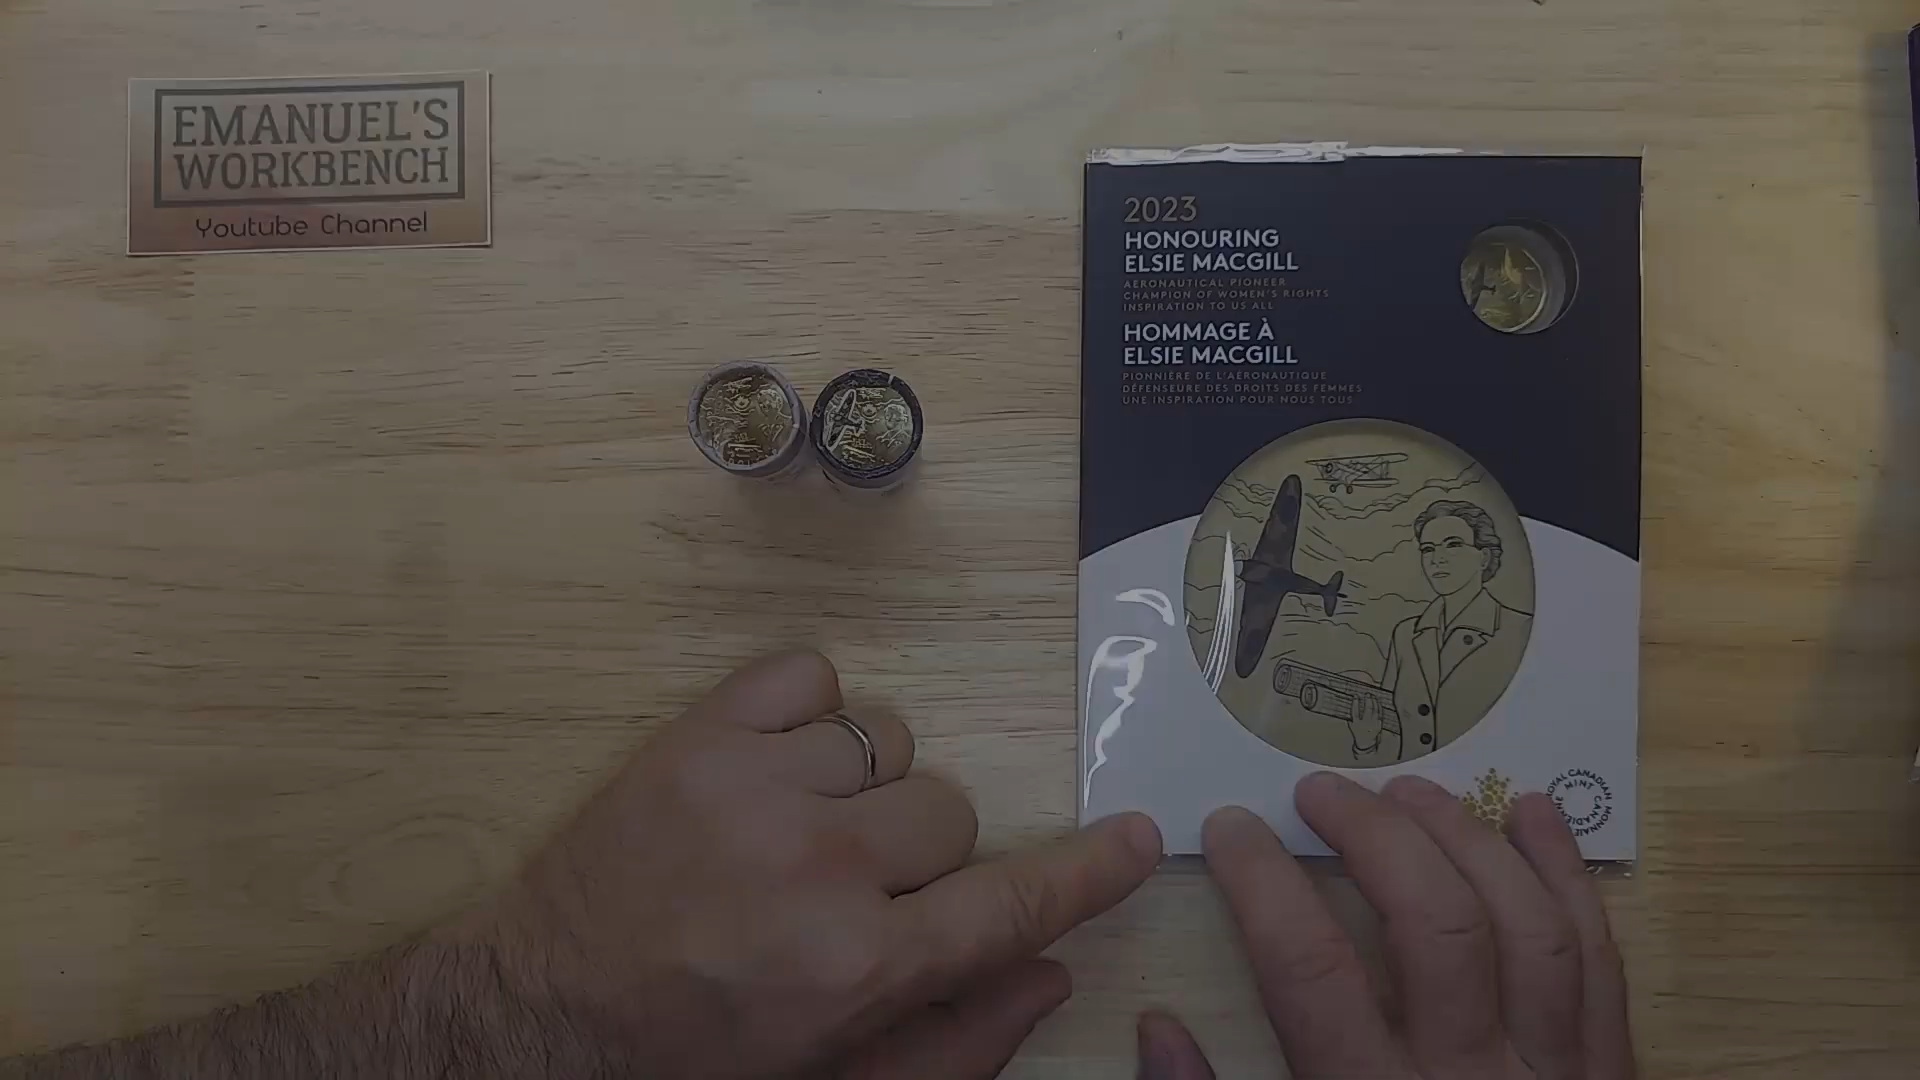 EMANUEL'S
WORKBENCH
Youtube Channel
2023
HONOURING
ELSIE MACGILL
AERONAUTICAL PIONEER
CHAMPION OF WOMEN'S RIGHTS
INSPIRATION TO US ALL
HOMMAGE À
ELSIE MACGILL
PIONNIÈRE DE L'AÉRONAUTIQUE
DÉFENSEURE DES DROITS DES FEMMES
UNE INSPIRATION POUR NOUS TOUS
ROYAL CANADIAN MINT
MONNAIE CANADIENNE